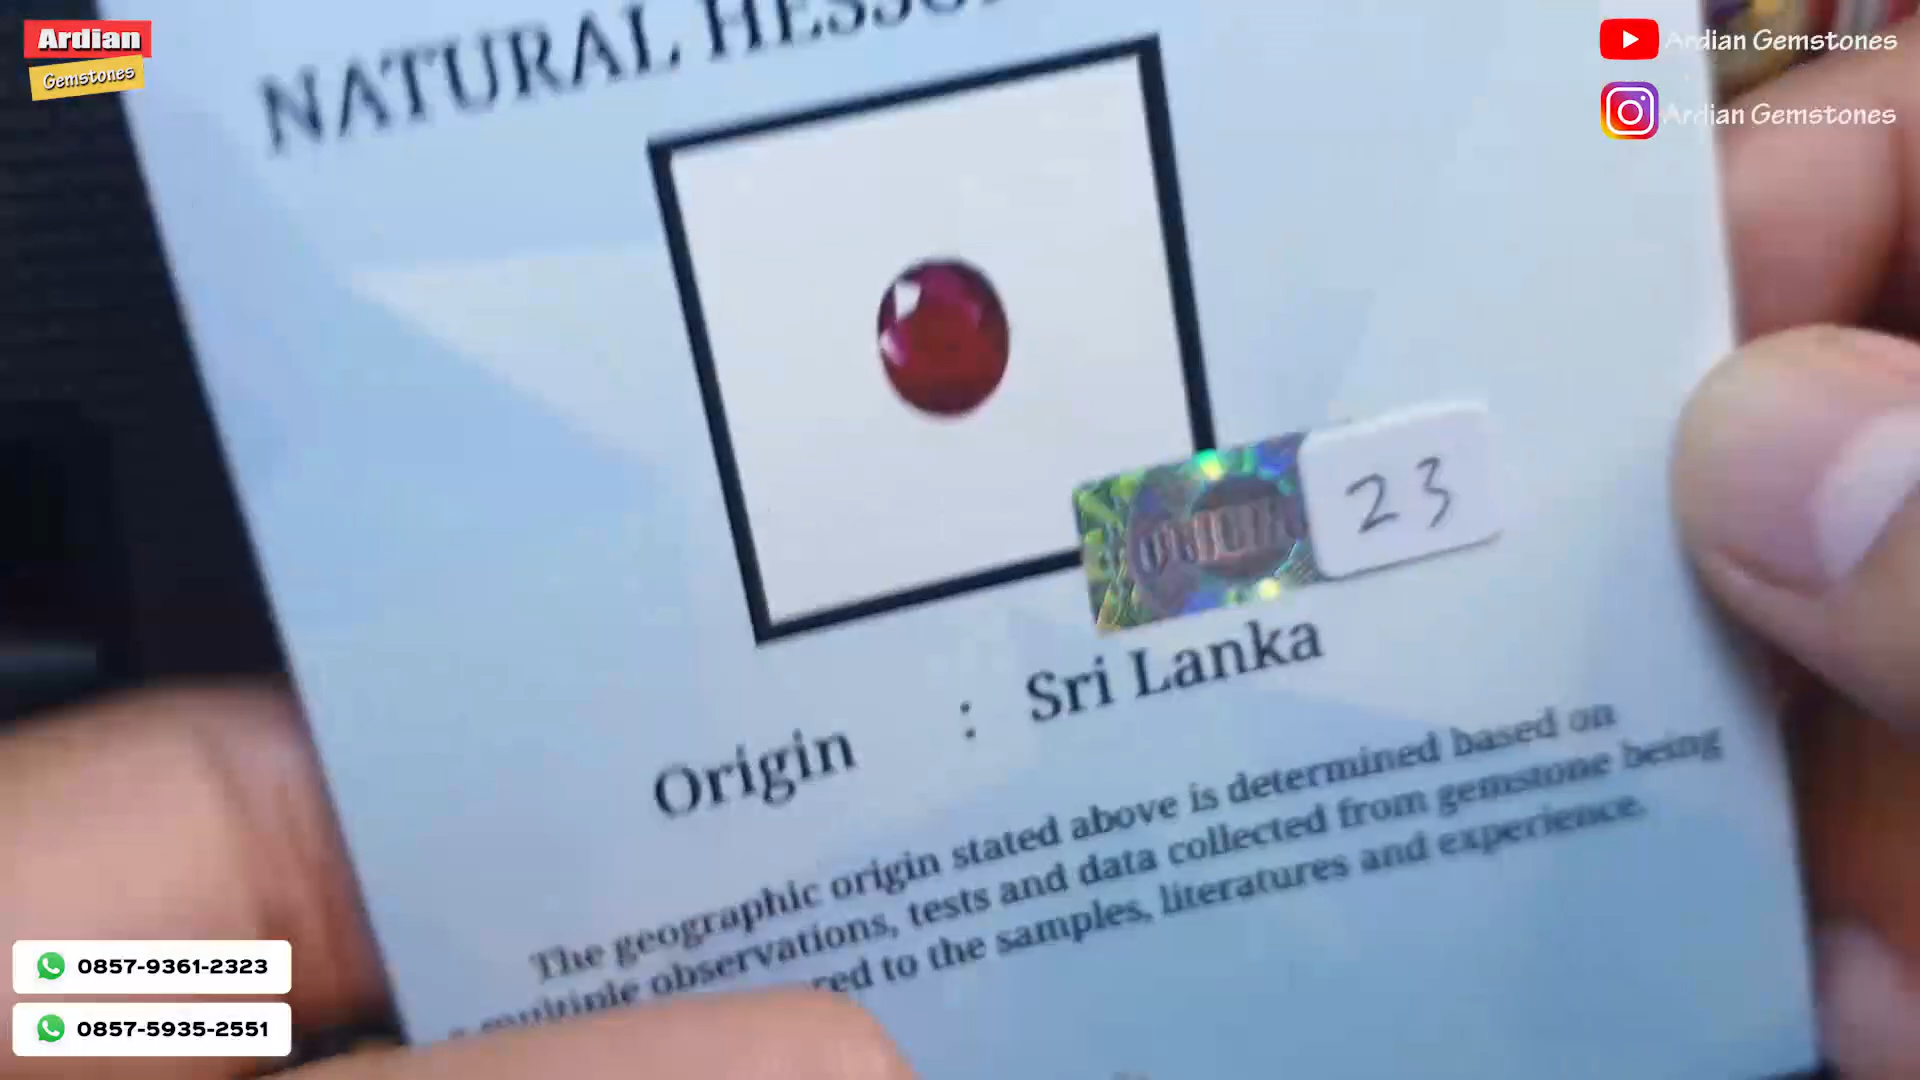 Ardian
Gemstones
Ardian Gemstones
Ardian Gemstones
NATURAL
23
Origin : Sri Lanka
The geographic origin stated above is determined based on
multiple observations, tests and data collected from gemstone being
to the samples, literatures and experience.
0857-9361-2323
0857-5935-2551